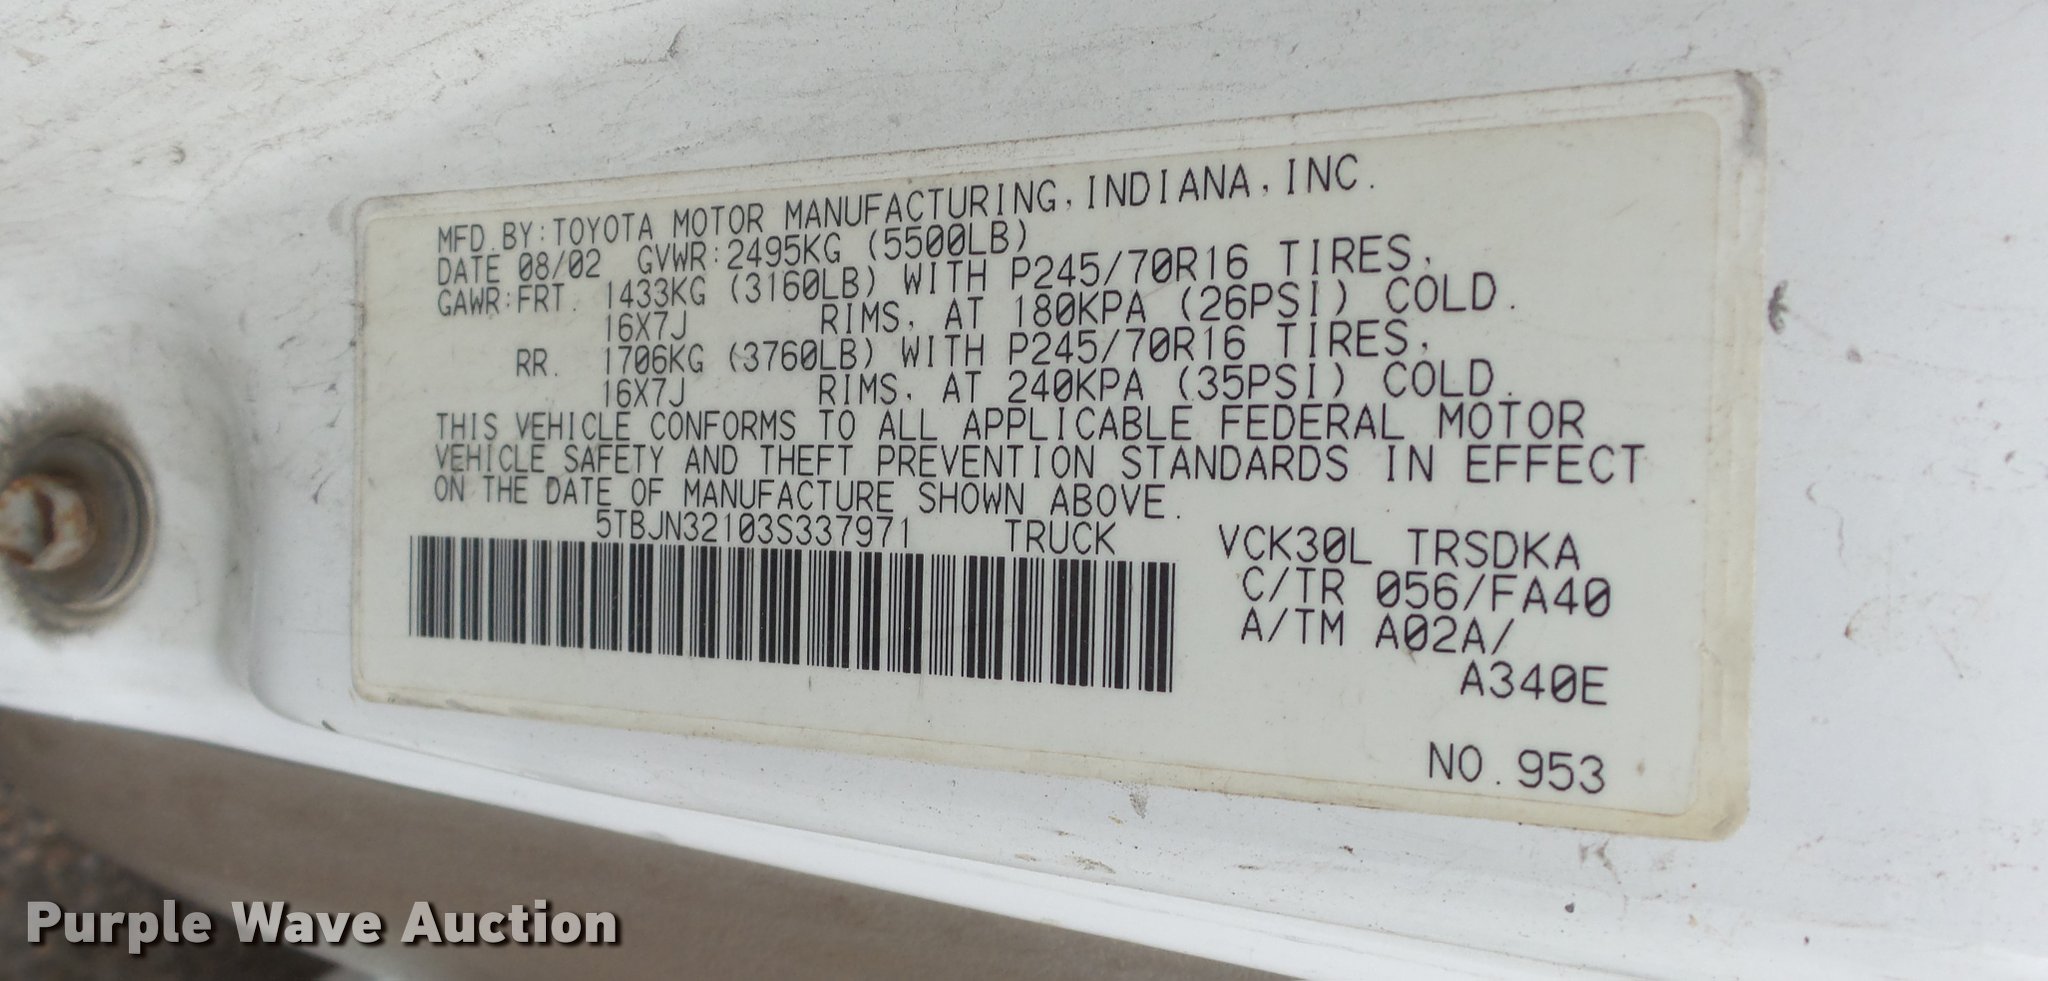 MFD.BY:TOYOTA MOTOR MANUFACTURING, INDIANA, INC.
DATE 08/02 GVWR:2495KG (5500LB)
GAWR:FRT. 1433KG (3160LB) WITH P245/70R16 TIRES,
16X7J RIMS, AT 180KPA (26PSI) COLD.
RR. 1706KG (3760LB) WITH P245/70R16 TIRES,
16X7J RIMS, AT 240KPA (35PSI) COLD.
THIS VEHICLE CONFORMS TO ALL APPLICABLE FEDERAL MOTOR
VEHICLE SAFETY AND THEFT PREVENTION STANDARDS IN EFFECT
ON THE DATE OF MANUFACTURE SHOWN ABOVE.
5TBJN32103S337971 TRUCK VCK30L TRSDKA
C/TR 056/FA40
A/TM A02A/
A340E
NO.953
Purple Wave Auction